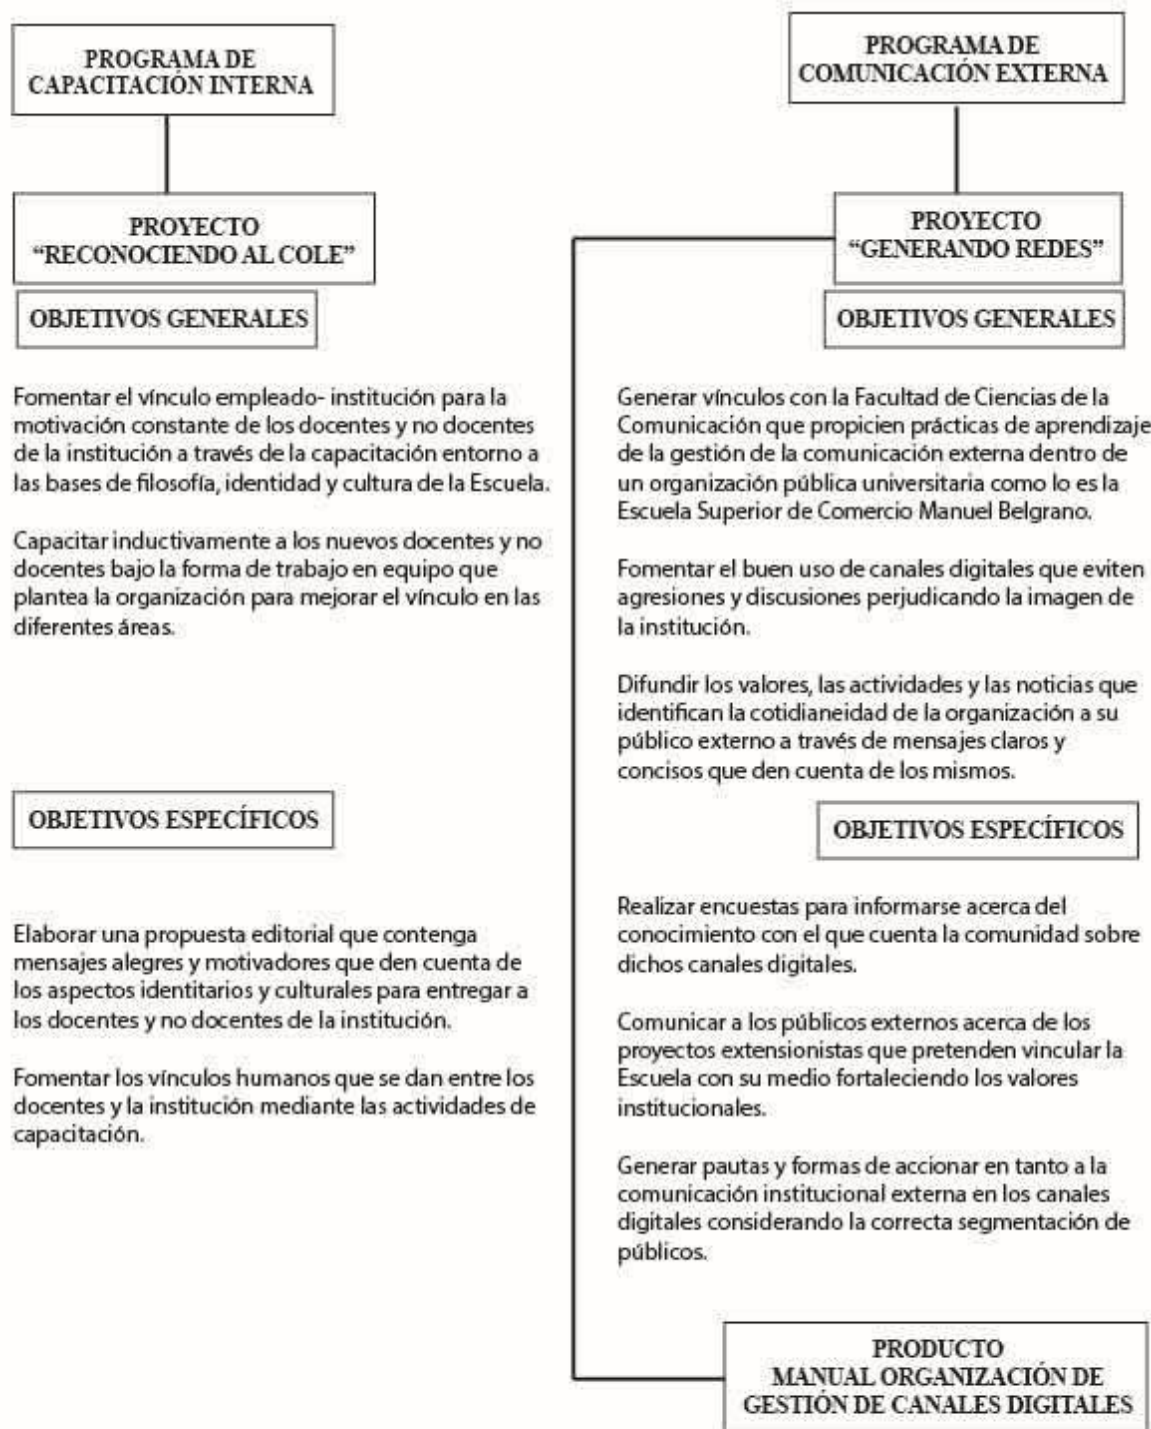 PROGRAMA DE
CAPACITACIÓN INTERNA
PROYECTO
“RECONOCIENDO AL COLE”
OBJETIVOS GENERALES
Fomentar el vínculo empleado- institución para la
motivación constante de los docentes y no docentes
de la institución a través de la capacitación entorno a
las bases de filosofía, identidad y cultura de la Escuela.
Capacitar inductivamente a los nuevos docentes y no
docentes bajo la forma de trabajo en equipo que
plantea la organización para mejorar el vínculo en las
diferentes áreas.
OBJETIVOS ESPECÍFICOS
Elaborar una propuesta editorial que contenga
mensajes alegres y motivadores que den cuenta de
los aspectos identitarios y culturales para entregar a
los docentes y no docentes de la institución.
Fomentar los vínculos humanos que se dan entre los
docentes y la institución mediante las actividades de
capacitación.
PROGRAMA DE
COMUNICACIÓN EXTERNA
PROYECTO
“GENERANDO REDES”
OBJETIVOS GENERALES
Generar vínculos con la Facultad de Ciencias de la
Comunicación que propicien prácticas de aprendizaje
de la gestión de la comunicación externa dentro de
un organización pública universitaria como lo es la
Escuela Superior de Comercio Manuel Belgrano.
Fomentar el buen uso de canales digitales que eviten
agresiones y discusiones perjudicando la imagen de
la institución.
Difundir los valores, las actividades y las noticias que
identifican la cotidianeidad de la organización a su
público externo a través de mensajes claros y
concisos que den cuenta de los mismos.
OBJETIVOS ESPECÍFICOS
Realizar encuestas para informarse acerca del
conocimiento con el que cuenta la comunidad sobre
dichos canales digitales.
Comunicar a los públicos externos acerca de los
proyectos extensionistas que pretenden vincular la
Escuela con su medio fortaleciendo los valores
institucionales.
Generar pautas y formas de accionar en tanto a la
comunicación institucional externa en los canales
digitales considerando la correcta segmentación de
públicos.
PRODUCTO
MANUAL ORGANIZACIÓN DE
GESTIÓN DE CANALES DIGITALES